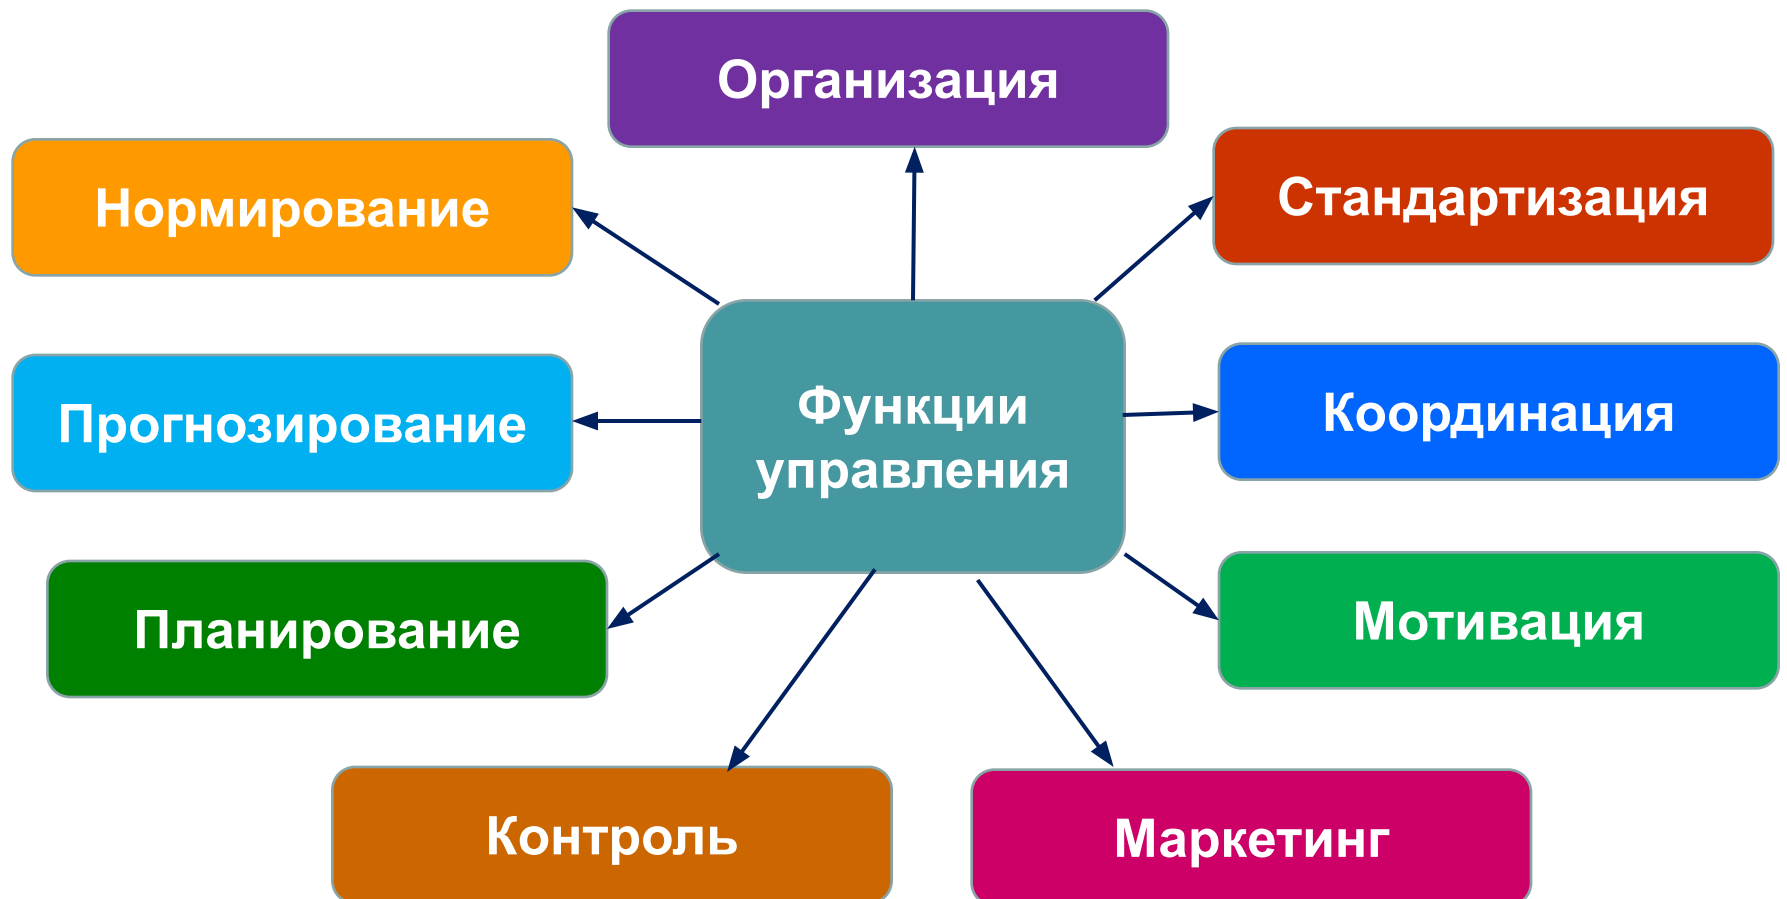 Организация
Нормирование
Стандартизация
Прогнозирование
Функции
управления
Координация
Планирование
Мотивация
Контроль
Маркетинг